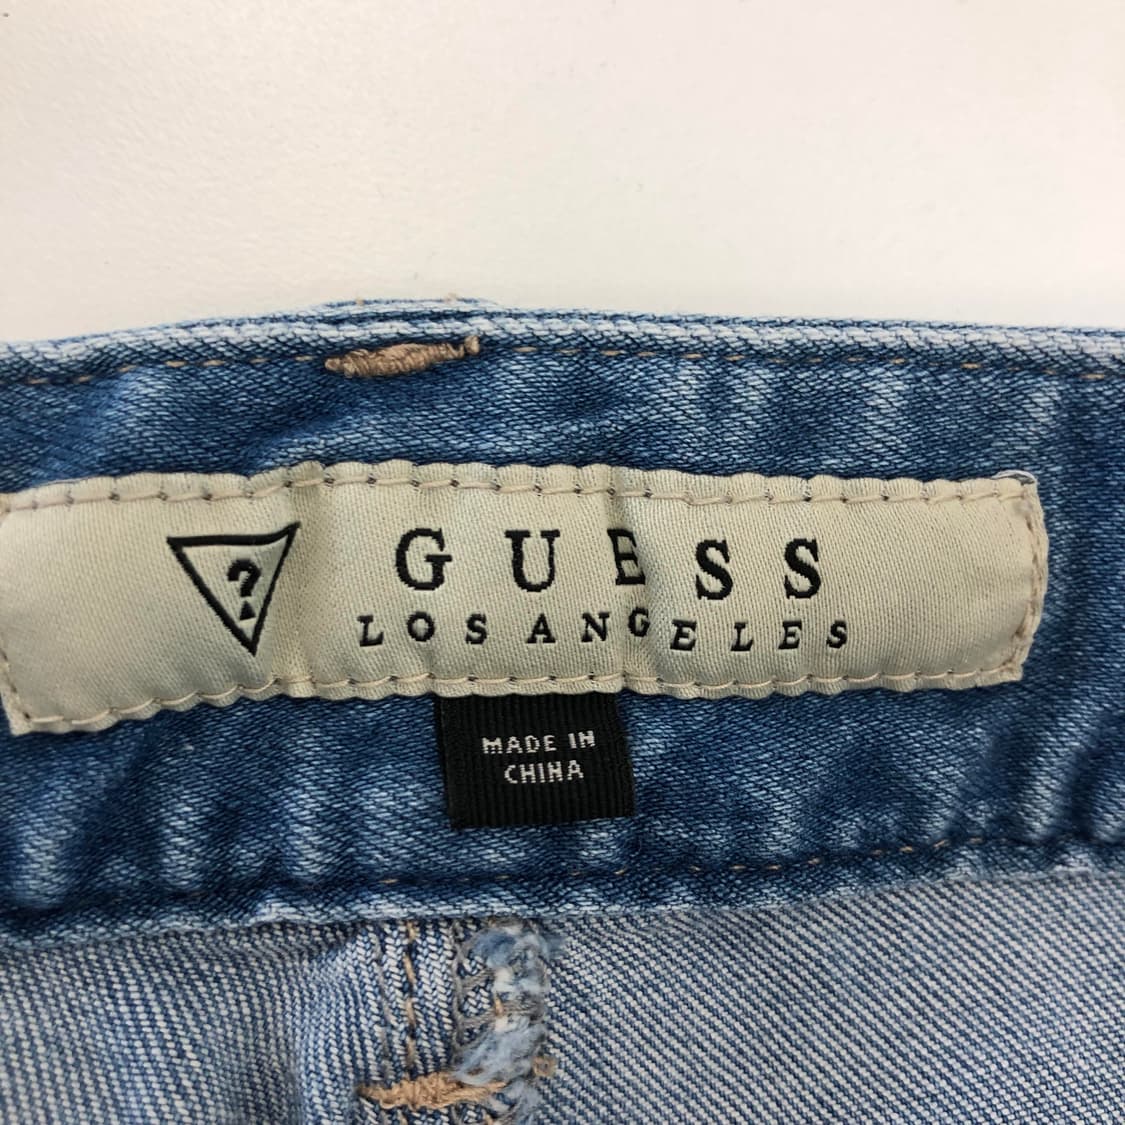 ?
GUESS
LOS ANGELES
MADE IN
CHINA